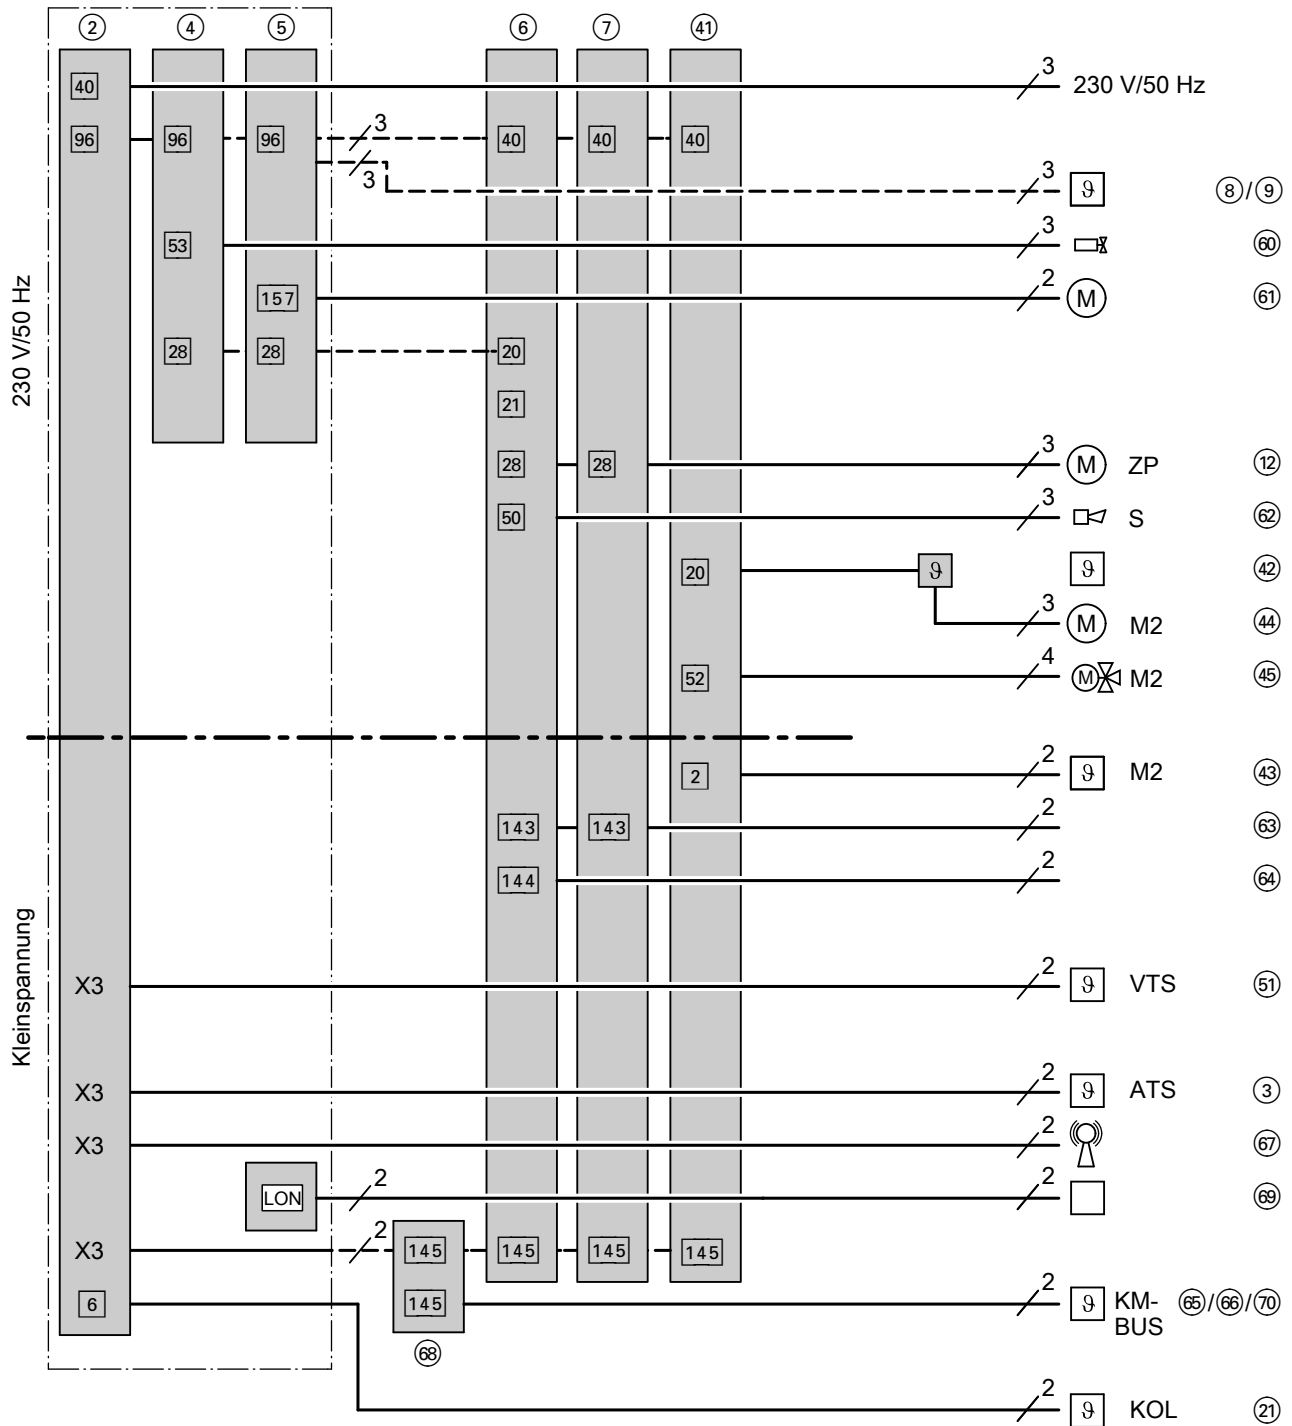 2 4 5 6 7 41
40 3 230 V/50 Hz
96 96 96 3 40 40 40
3 3 ϑ 8/9
53 3 60
157 2 M 61
28 28 20
21
28 28 3 M ZP 12
50 3 S 62
20 ϑ ϑ 42
3 M M2 44
52 4 M M2 45
230 V/50 Hz
2 2 ϑ M2 43
143 143 2 63
144 2 64
Kleinspannung
X3 2 ϑ VTS 51
X3 2 ϑ ATS 3
X3 2 67
LON 2 2 69
X3 2 145 145 145 145
6 145 2 ϑ KM-BUS 65/66/70
68
2 ϑ KOL 21